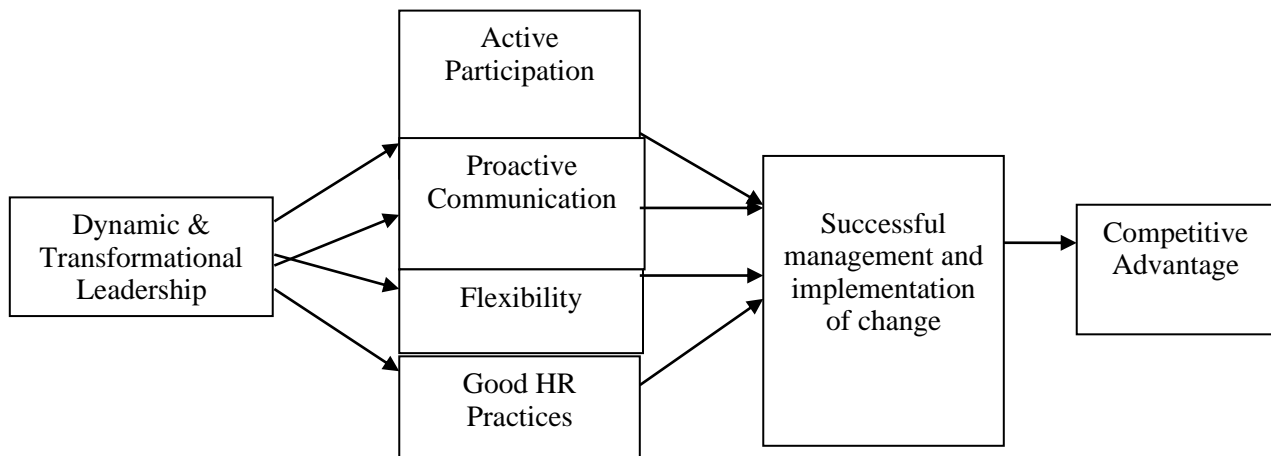 Dynamic &
Transformational
Leadership
Active
Participation
Proactive
Communication
Flexibility
Good HR
Practices
Successful
management and
implementation
of change
Competitive
Advantage